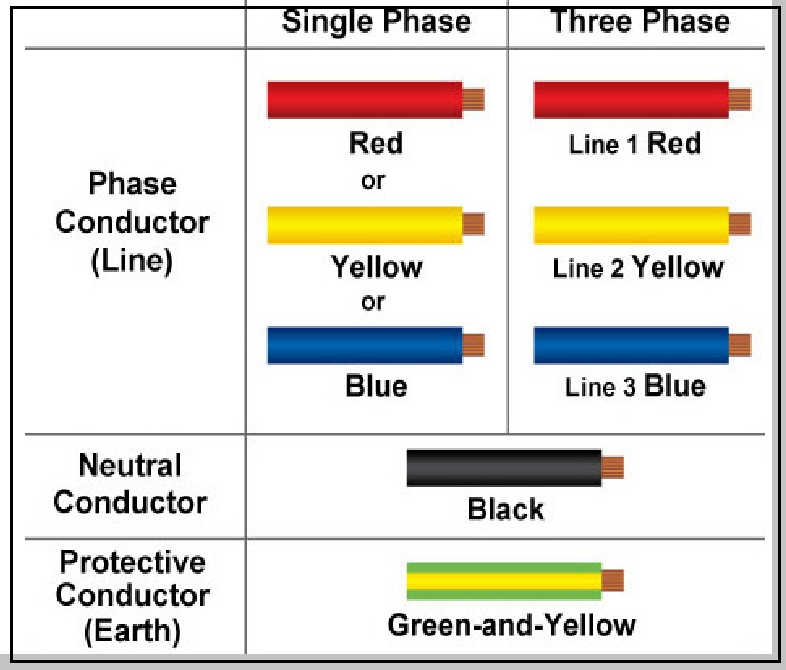 Single Phase
Three Phase
Phase
Conductor
(Line)
Red
or
Yellow
or
Blue
Line 1 Red
Line 2 Yellow
Line 3 Blue
Neutral
Conductor
Black
Protective
Conductor
(Earth)
Green-and-Yellow